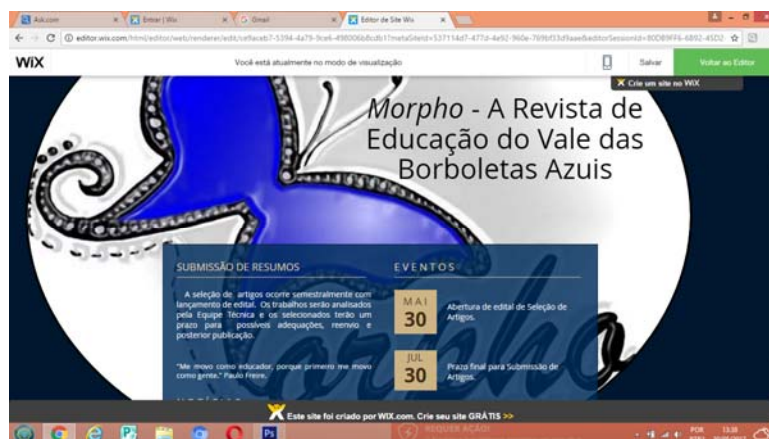 Ask.com
Entrar | Wix
Gmail
Editor de Site Wix
WiX
Você está atualmente no modo de visualização
Salvar
Voltar ao Editor
Crie um site no WiX
Morpho - A Revista de
Educação do Vale das
Borboletas Azuis
SUBMISSÃO DE RESUMOS
A seleção de artigos ocorre semestralmente com
lançamento de edital. Os trabalhos serão analisados
pela Equipe Técnica e os selecionados terão um
prazo para possíveis adequações, reenvio e
posterior publicação.
"Me movo como educador, porque primeiro me movo
como gente." Paulo Freire.
EVENTOS
MAI
30
Abertura de edital de Seleção de
Artigos.
JUL
30
Prazo final para Submissão de
Artigos.
Este site foi criado por WIX.com. Crie seu site GRÁTIS >>
REQUER AÇÃO!
POR
13:38